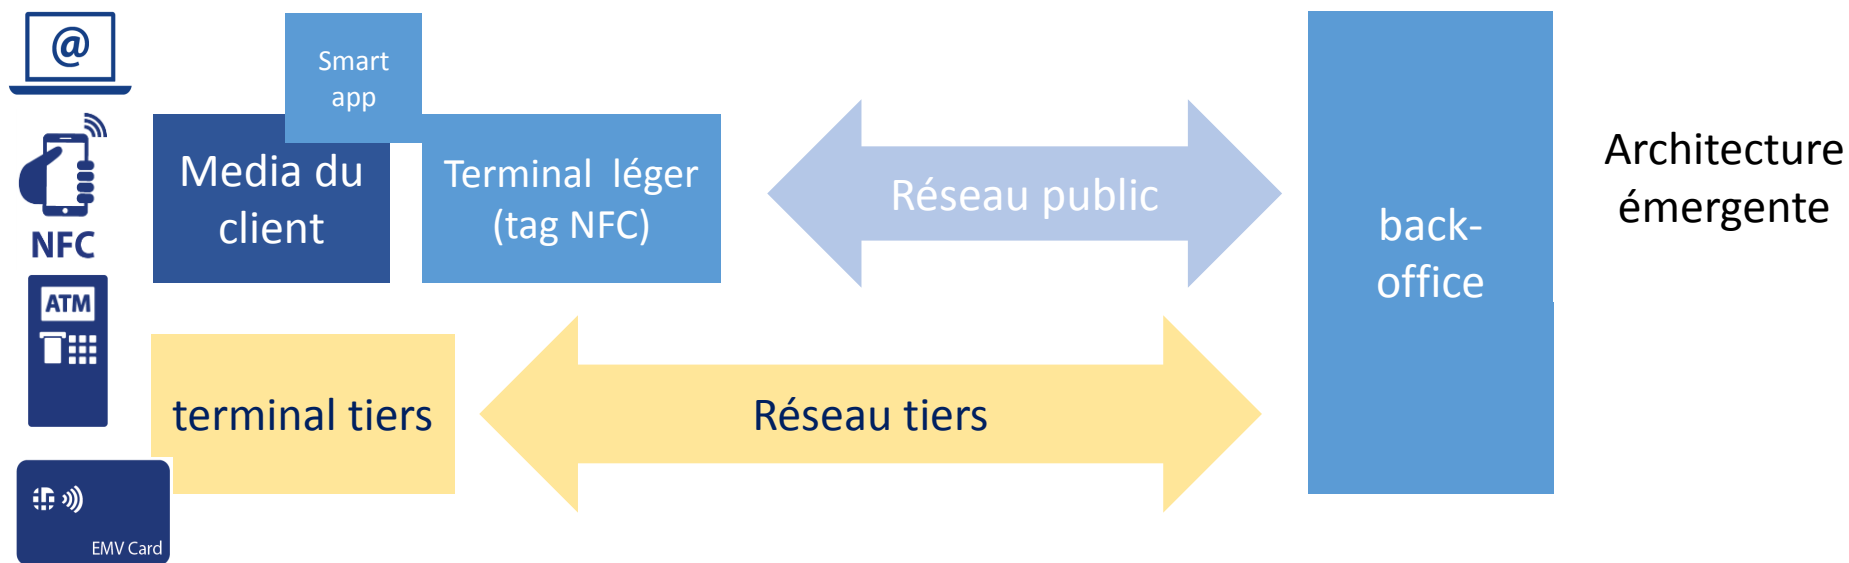 @
Smart
app
Media du
client
Terminal léger
(tag NFC)
Réseau public
back-
office
Architecture
émergente
NFC
ATM
terminal tiers
Réseau tiers
EMV Card